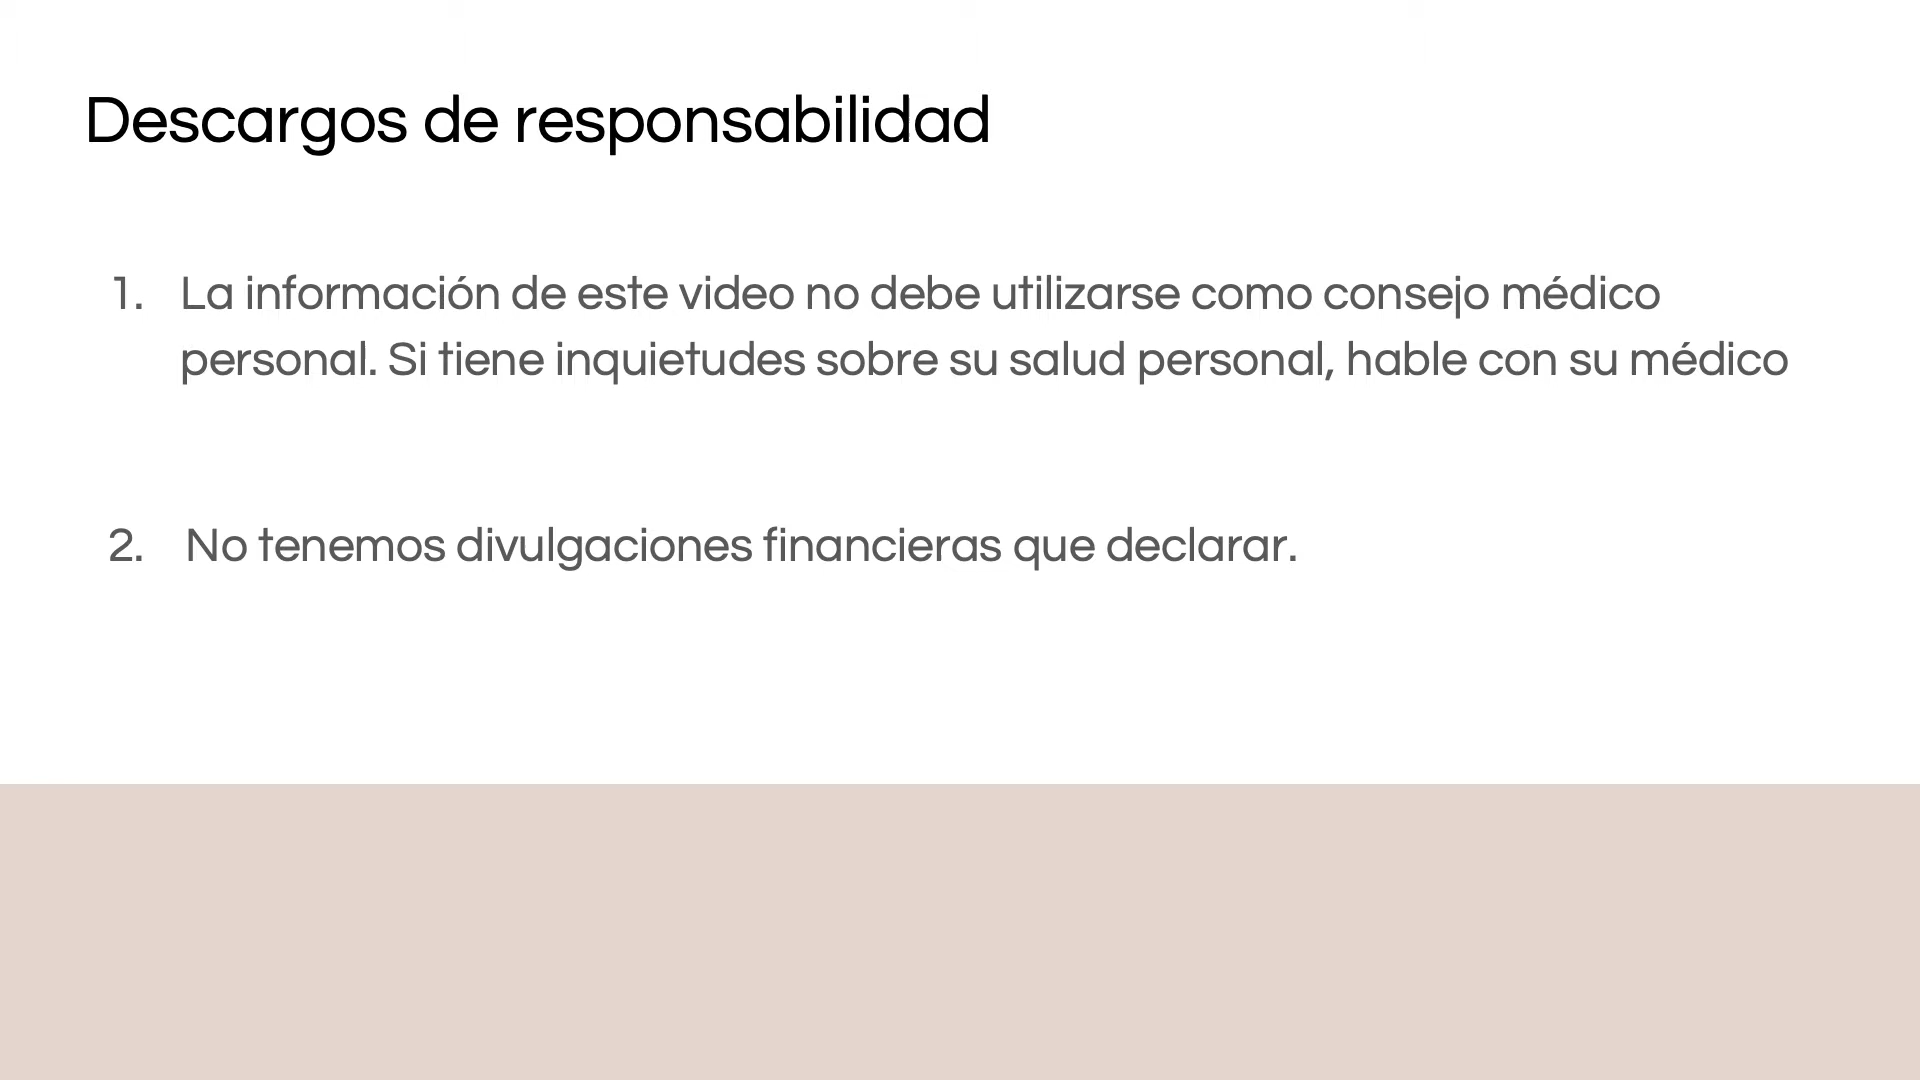 Descargos de responsabilidad
1. La información de este video no debe utilizarse como consejo médico
personal. Si tiene inquietudes sobre su salud personal, hable con su médico
2. No tenemos divulgaciones financieras que declarar.